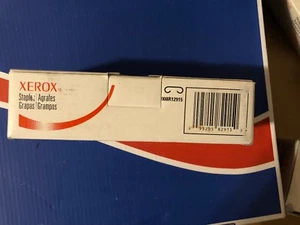 XEROX
Staples / Agrafes
Grapas / Grampos
008R12915